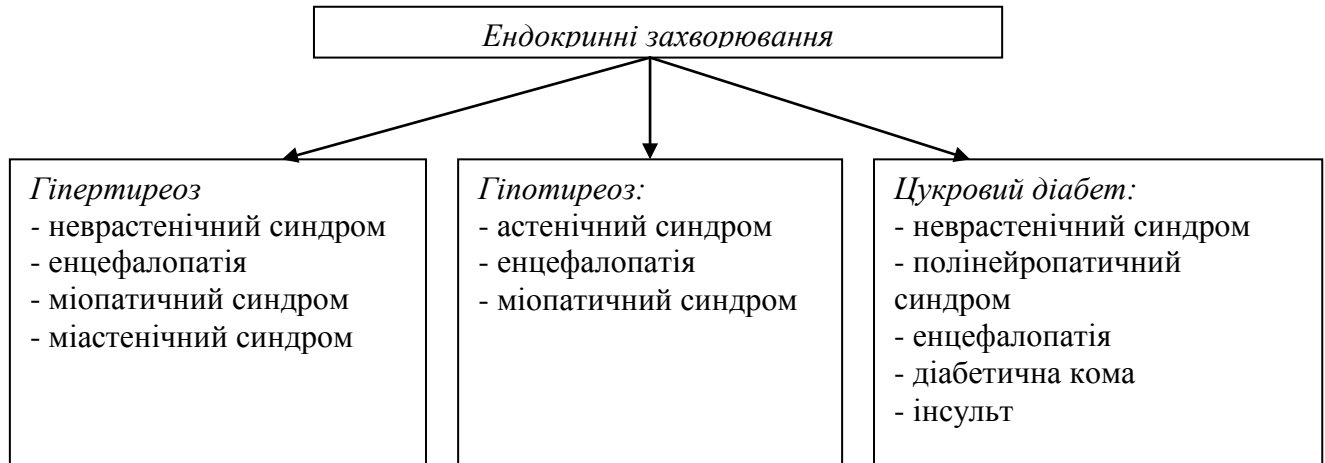 Ендокринні захворювання
Гіпертиреоз
- неврастенічний синдром
- енцефалопатія
- міопатичний синдром
- міастенічний синдром
Гіпотиреоз:
- астенічний синдром
- енцефалопатія
- міопатичний синдром
Цукровий діабет:
- неврастенічний синдром
- полінейропатичний
синдром
- енцефалопатія
- діабетична кома
- інсульт